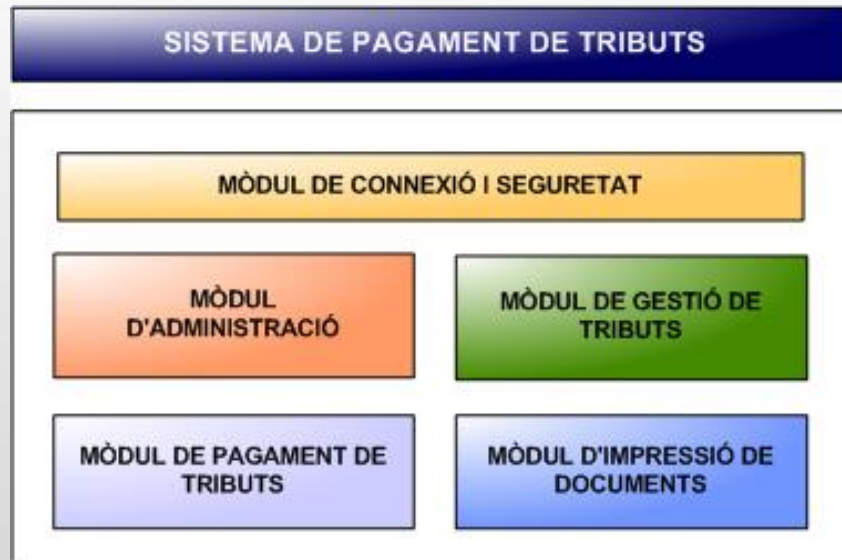 SISTEMA DE PAGAMENT DE TRIBUTS
MÒDUL DE CONNEXIÓ I SEGURETAT
MÒDUL
D'ADMINISTRACIÓ
MÒDUL DE GESTIÓ DE
TRIBUTS
MÒDUL DE PAGAMENT DE
TRIBUTS
MÒDUL D'IMPRESSIÓ DE
DOCUMENTS